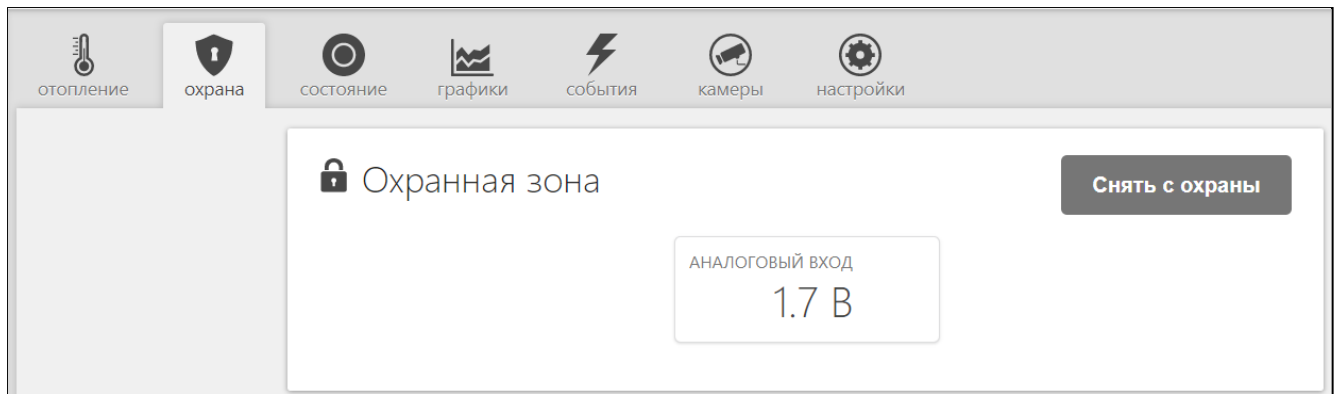 отопление охрана состояние графики события камеры настройки
Охранная зона
Снять с охраны
АНАЛОГОВЫЙ ВХОД
1.7 В